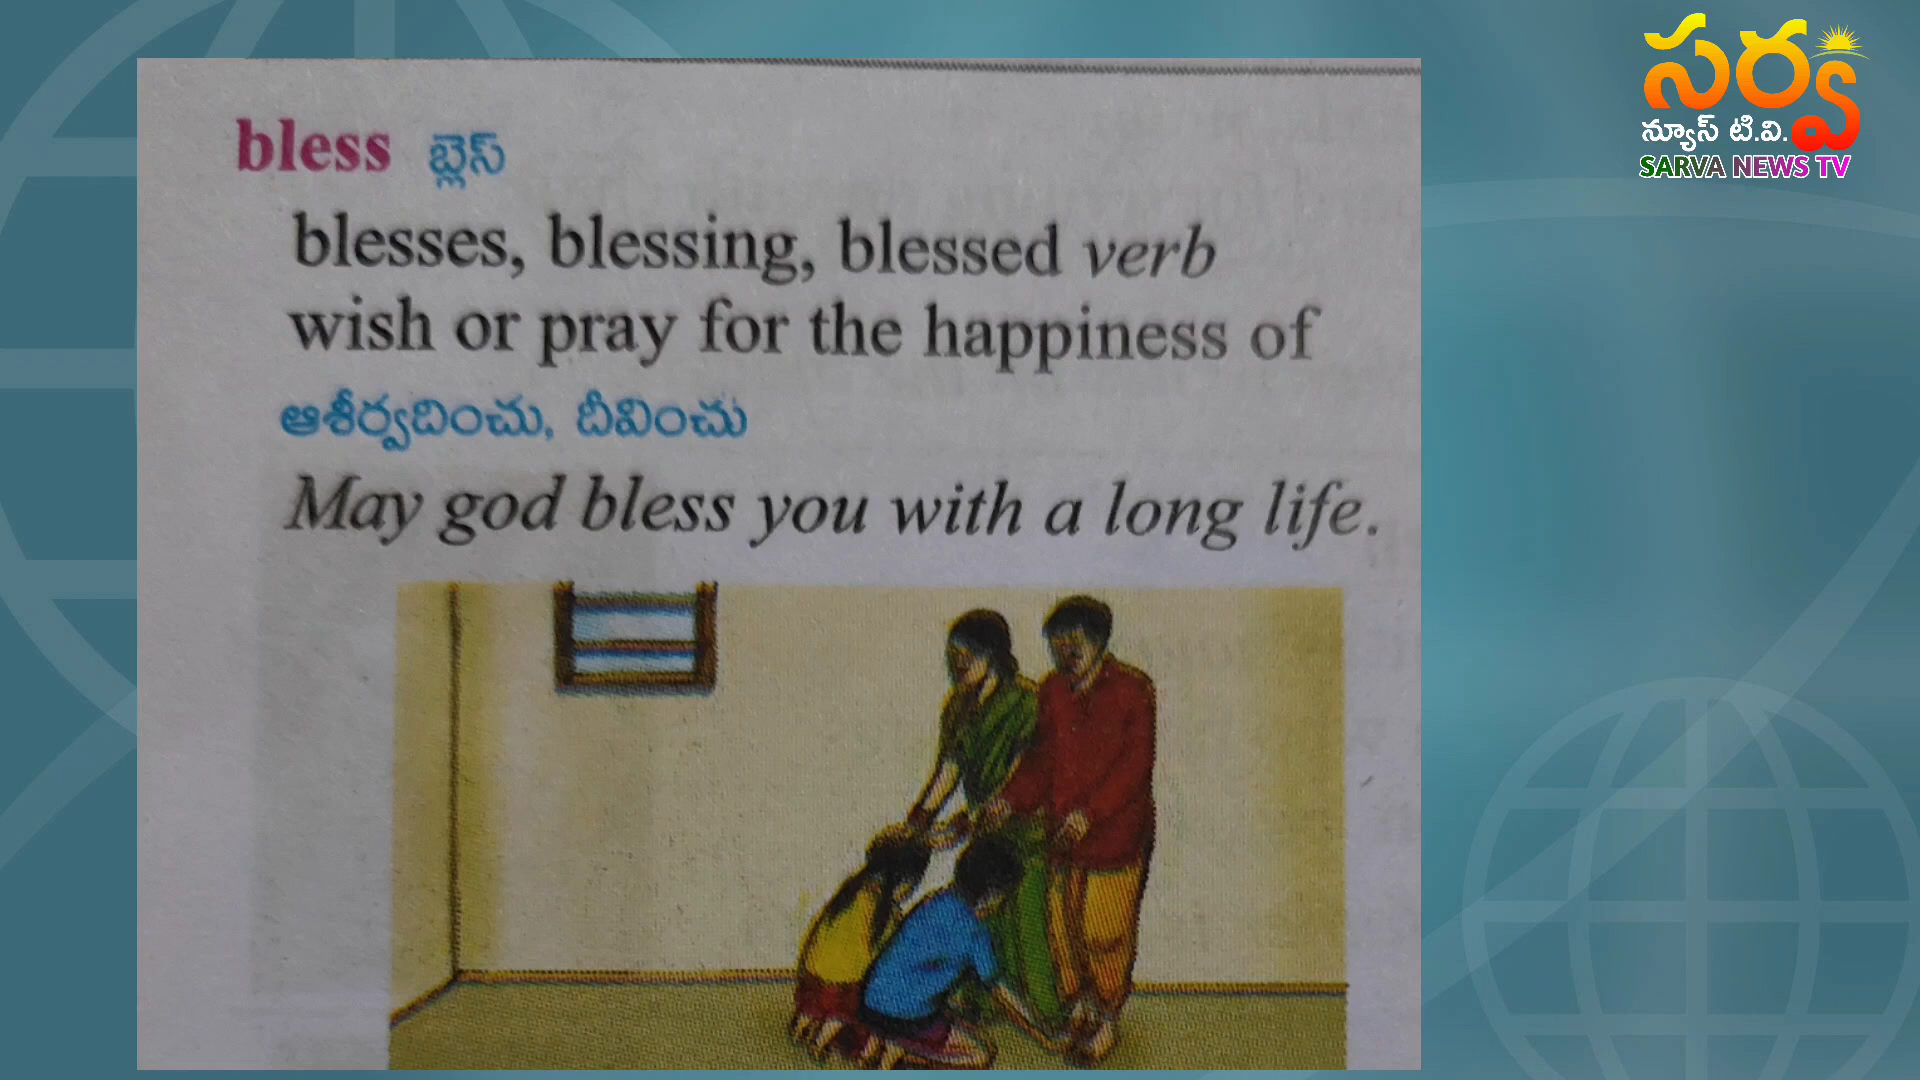 bless బ్లెస్
blesses, blessing, blessed verb
wish or pray for the happiness of
ఆశీర్వదించు, దీవించు
May god bless you with a long life.
సర్వ
న్యూస్ టి.వి.
SARVA NEWS TV